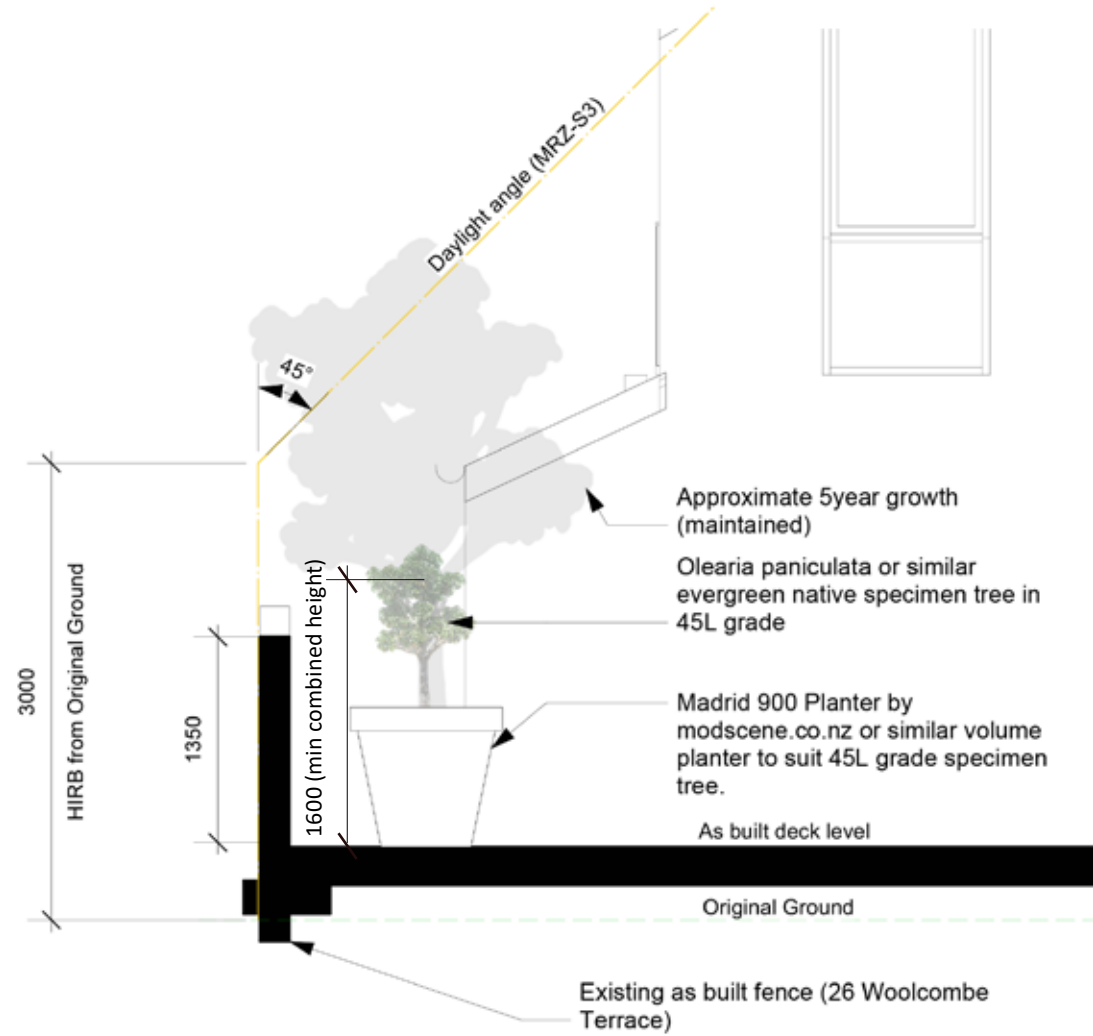 Daylight angle (MRZ-S3)
45°
3000
HIRB from Original Ground
1350
1600 (min combined height)
Approximate 5year growth
(maintained)
Olearia paniculata or similar
evergreen native specimen tree in
45L grade
Madrid 900 Planter by
modscene.co.nz or similar volume
planter to suit 45L grade specimen
tree.
As built deck level
Original Ground
Existing as built fence (26 Woolcombe
Terrace)